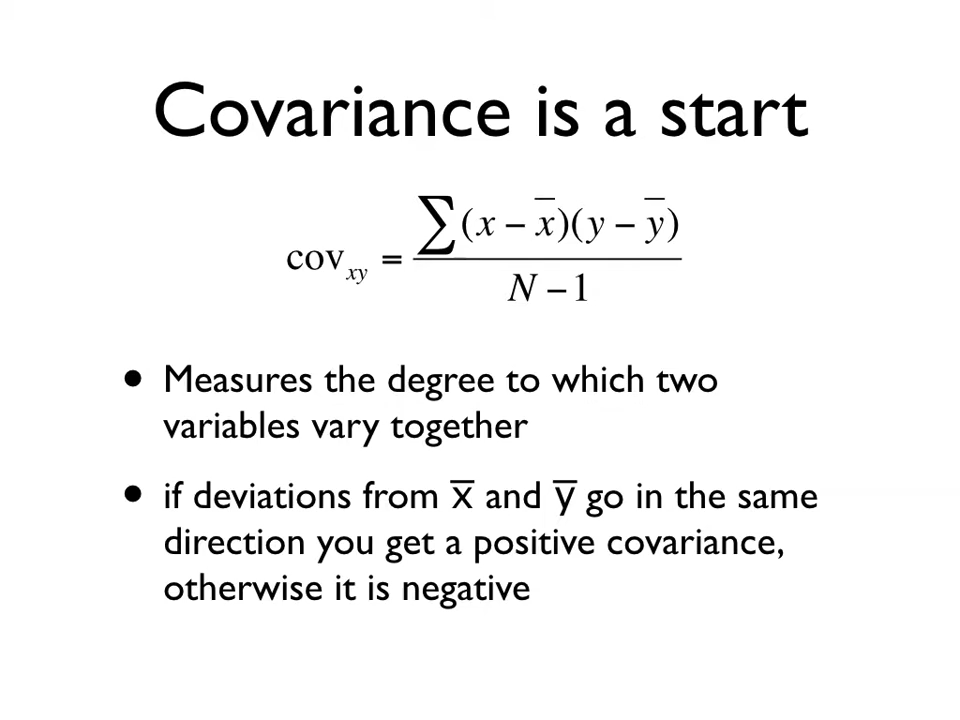 Covariance is a start
cov_xy = ∑(x − x̅)(y − y̅) / (N − 1)
• Measures the degree to which two
variables vary together
• if deviations from x̅ and y̅ go in the same
direction you get a positive covariance,
otherwise it is negative